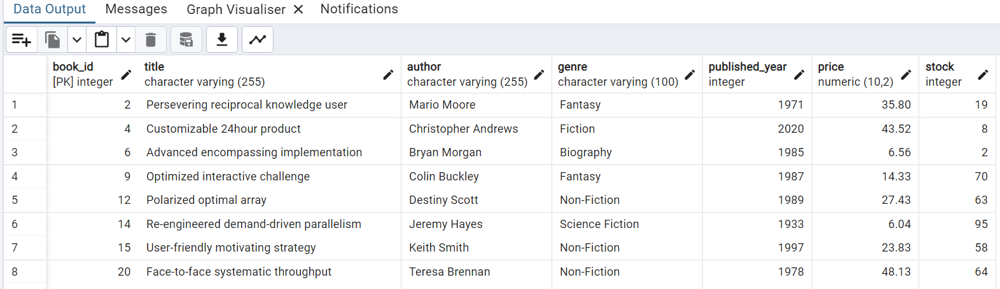 Data Output Messages Graph Visualiser Notifications
book_id title author genre published_year price stock
[PK] integer character varying (255) character varying (255) character varying (100) integer numeric (10,2) integer
1 2 Persevering reciprocal knowledge user Mario Moore Fantasy 1971 35.80 19
2 4 Customizable 24hour product Christopher Andrews Fiction 2020 43.52 8
3 6 Advanced encompassing implementation Bryan Morgan Biography 1985 6.56 2
4 9 Optimized interactive challenge Colin Buckley Fantasy 1987 14.33 70
5 12 Polarized optimal array Destiny Scott Non-Fiction 1989 27.43 63
6 14 Re-engineered demand-driven parallelism Jeremy Hayes Science Fiction 1933 6.04 95
7 15 User-friendly motivating strategy Keith Smith Non-Fiction 1997 23.83 58
8 20 Face-to-face systematic throughput Teresa Brennan Non-Fiction 1978 48.13 64